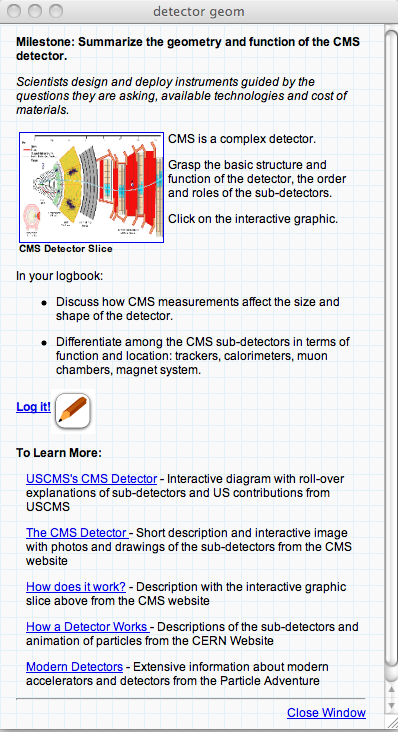 detector geom
Milestone: Summarize the geometry and function of the CMS
detector.
Scientists design and deploy instruments guided by the
questions they are asking, available technologies and cost of
materials.
CMS is a complex detector.
Grasp the basic structure and
function of the detector, the order
and roles of the sub-detectors.
Click on the interactive graphic.
CMS Detector Slice
In your logbook:
Discuss how CMS measurements affect the size and
shape of the detector.
Differentiate among the CMS sub-detectors in terms of
function and location: trackers, calorimeters, muon
chambers, magnet system.
Log it!
To Learn More:
USCMS's CMS Detector - Interactive diagram with roll-over
explanations of sub-detectors and US contributions from
USCMS
The CMS Detector - Short description and interactive image
with photos and drawings of the sub-detectors from the CMS
website
How does it work? - Description with the interactive graphic
slice above from the CMS website
How a Detector Works - Descriptions of the sub-detectors and
animation of particles from the CERN Website
Modern Detectors - Extensive information about modern
accelerators and detectors from the Particle Adventure
Close Window